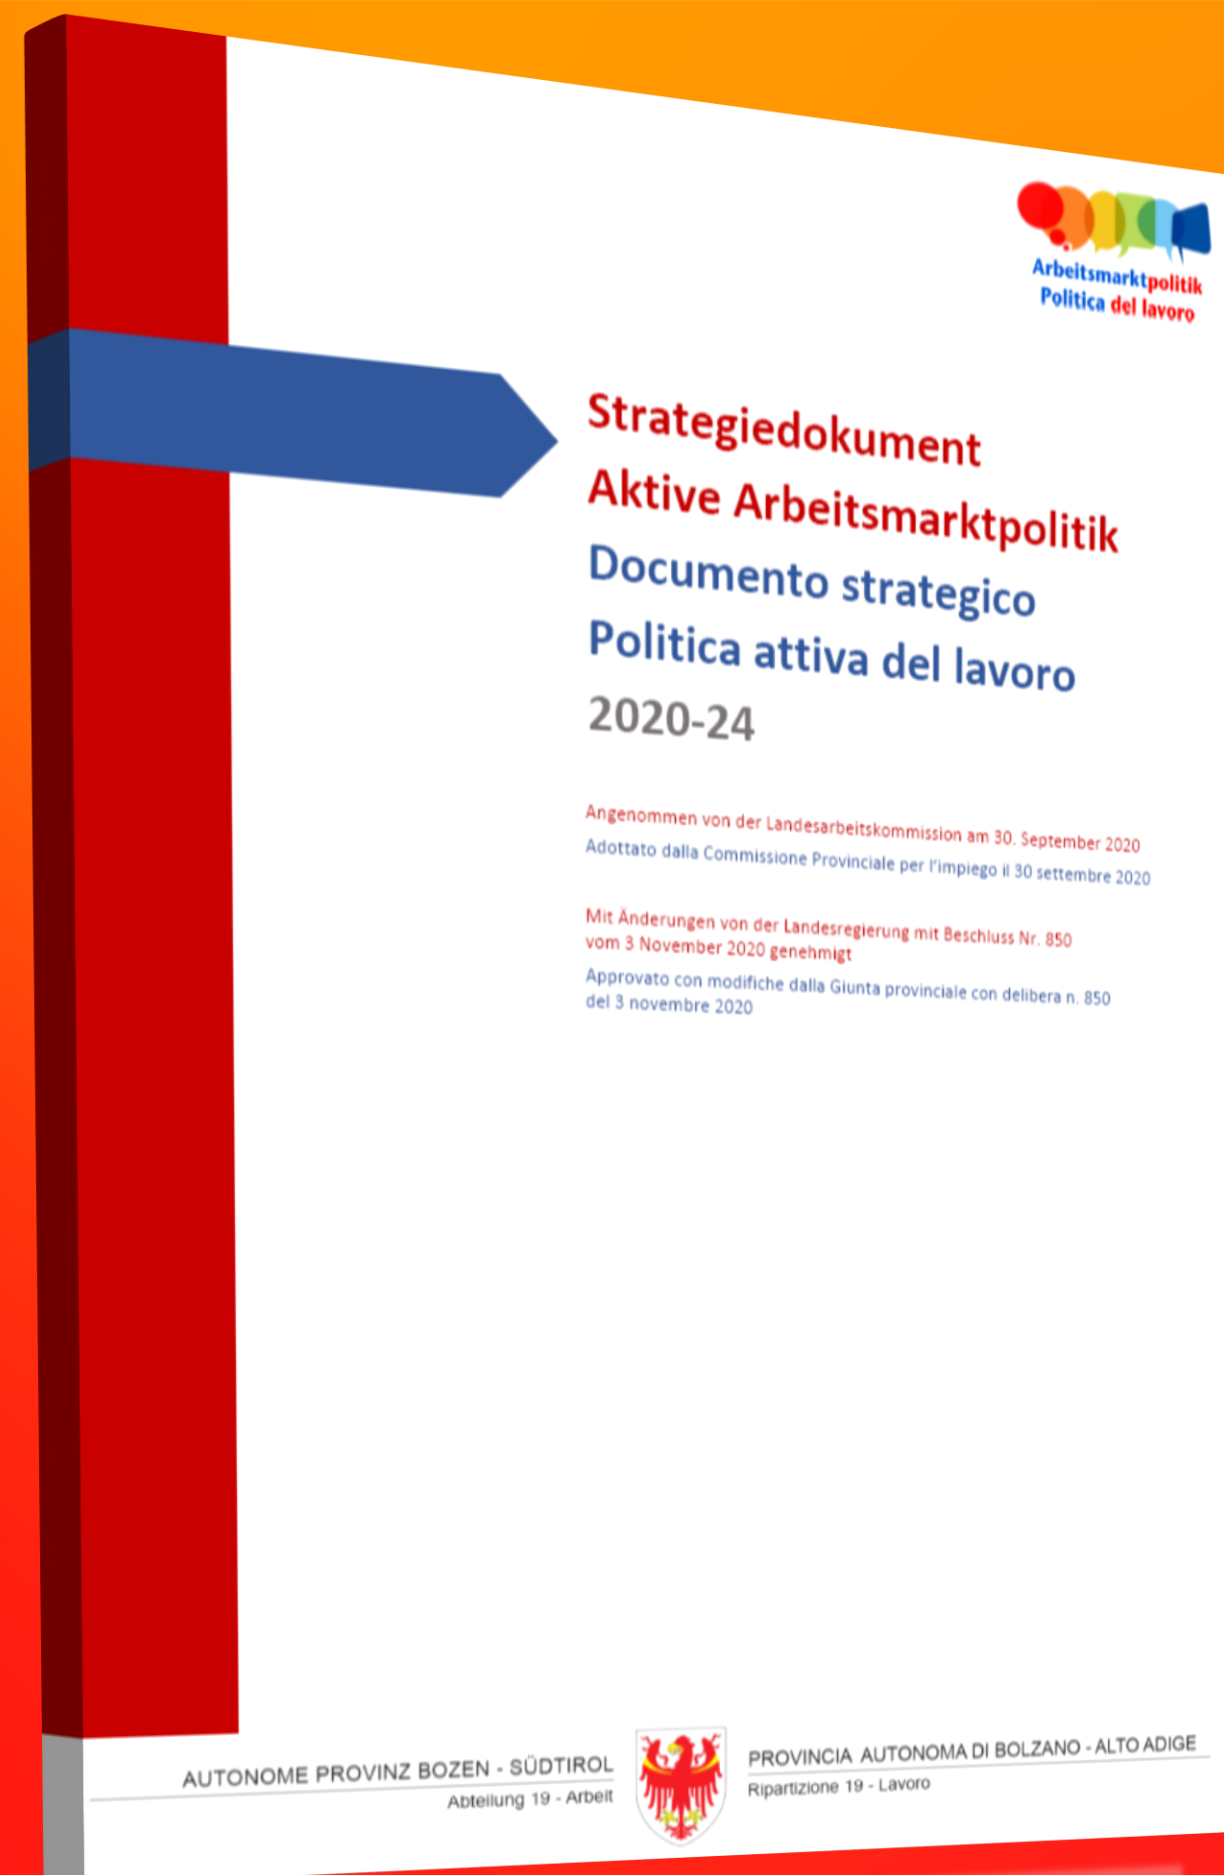 Arbeitsmarktpolitik
Politica del lavoro
Strategiedokument
Aktive Arbeitsmarktpolitik
Documento strategico
Politica attiva del lavoro
2020-24
Angenommen von der Landesarbeitskommission am 30. September 2020
Adottato dalla Commissione Provinciale per l'impiego il 30 settembre 2020
Mit Änderungen von der Landesregierung mit Beschluss Nr. 850
vom 3 November 2020 genehmigt
Approvato con modifiche dalla Giunta provinciale con delibera n. 850
del 3 novembre 2020
AUTONOME PROVINZ BOZEN - SÜDTIROL
Abteilung 19 - Arbeit
PROVINCIA AUTONOMA DI BOLZANO - ALTO ADIGE
Ripartizione 19 - Lavoro